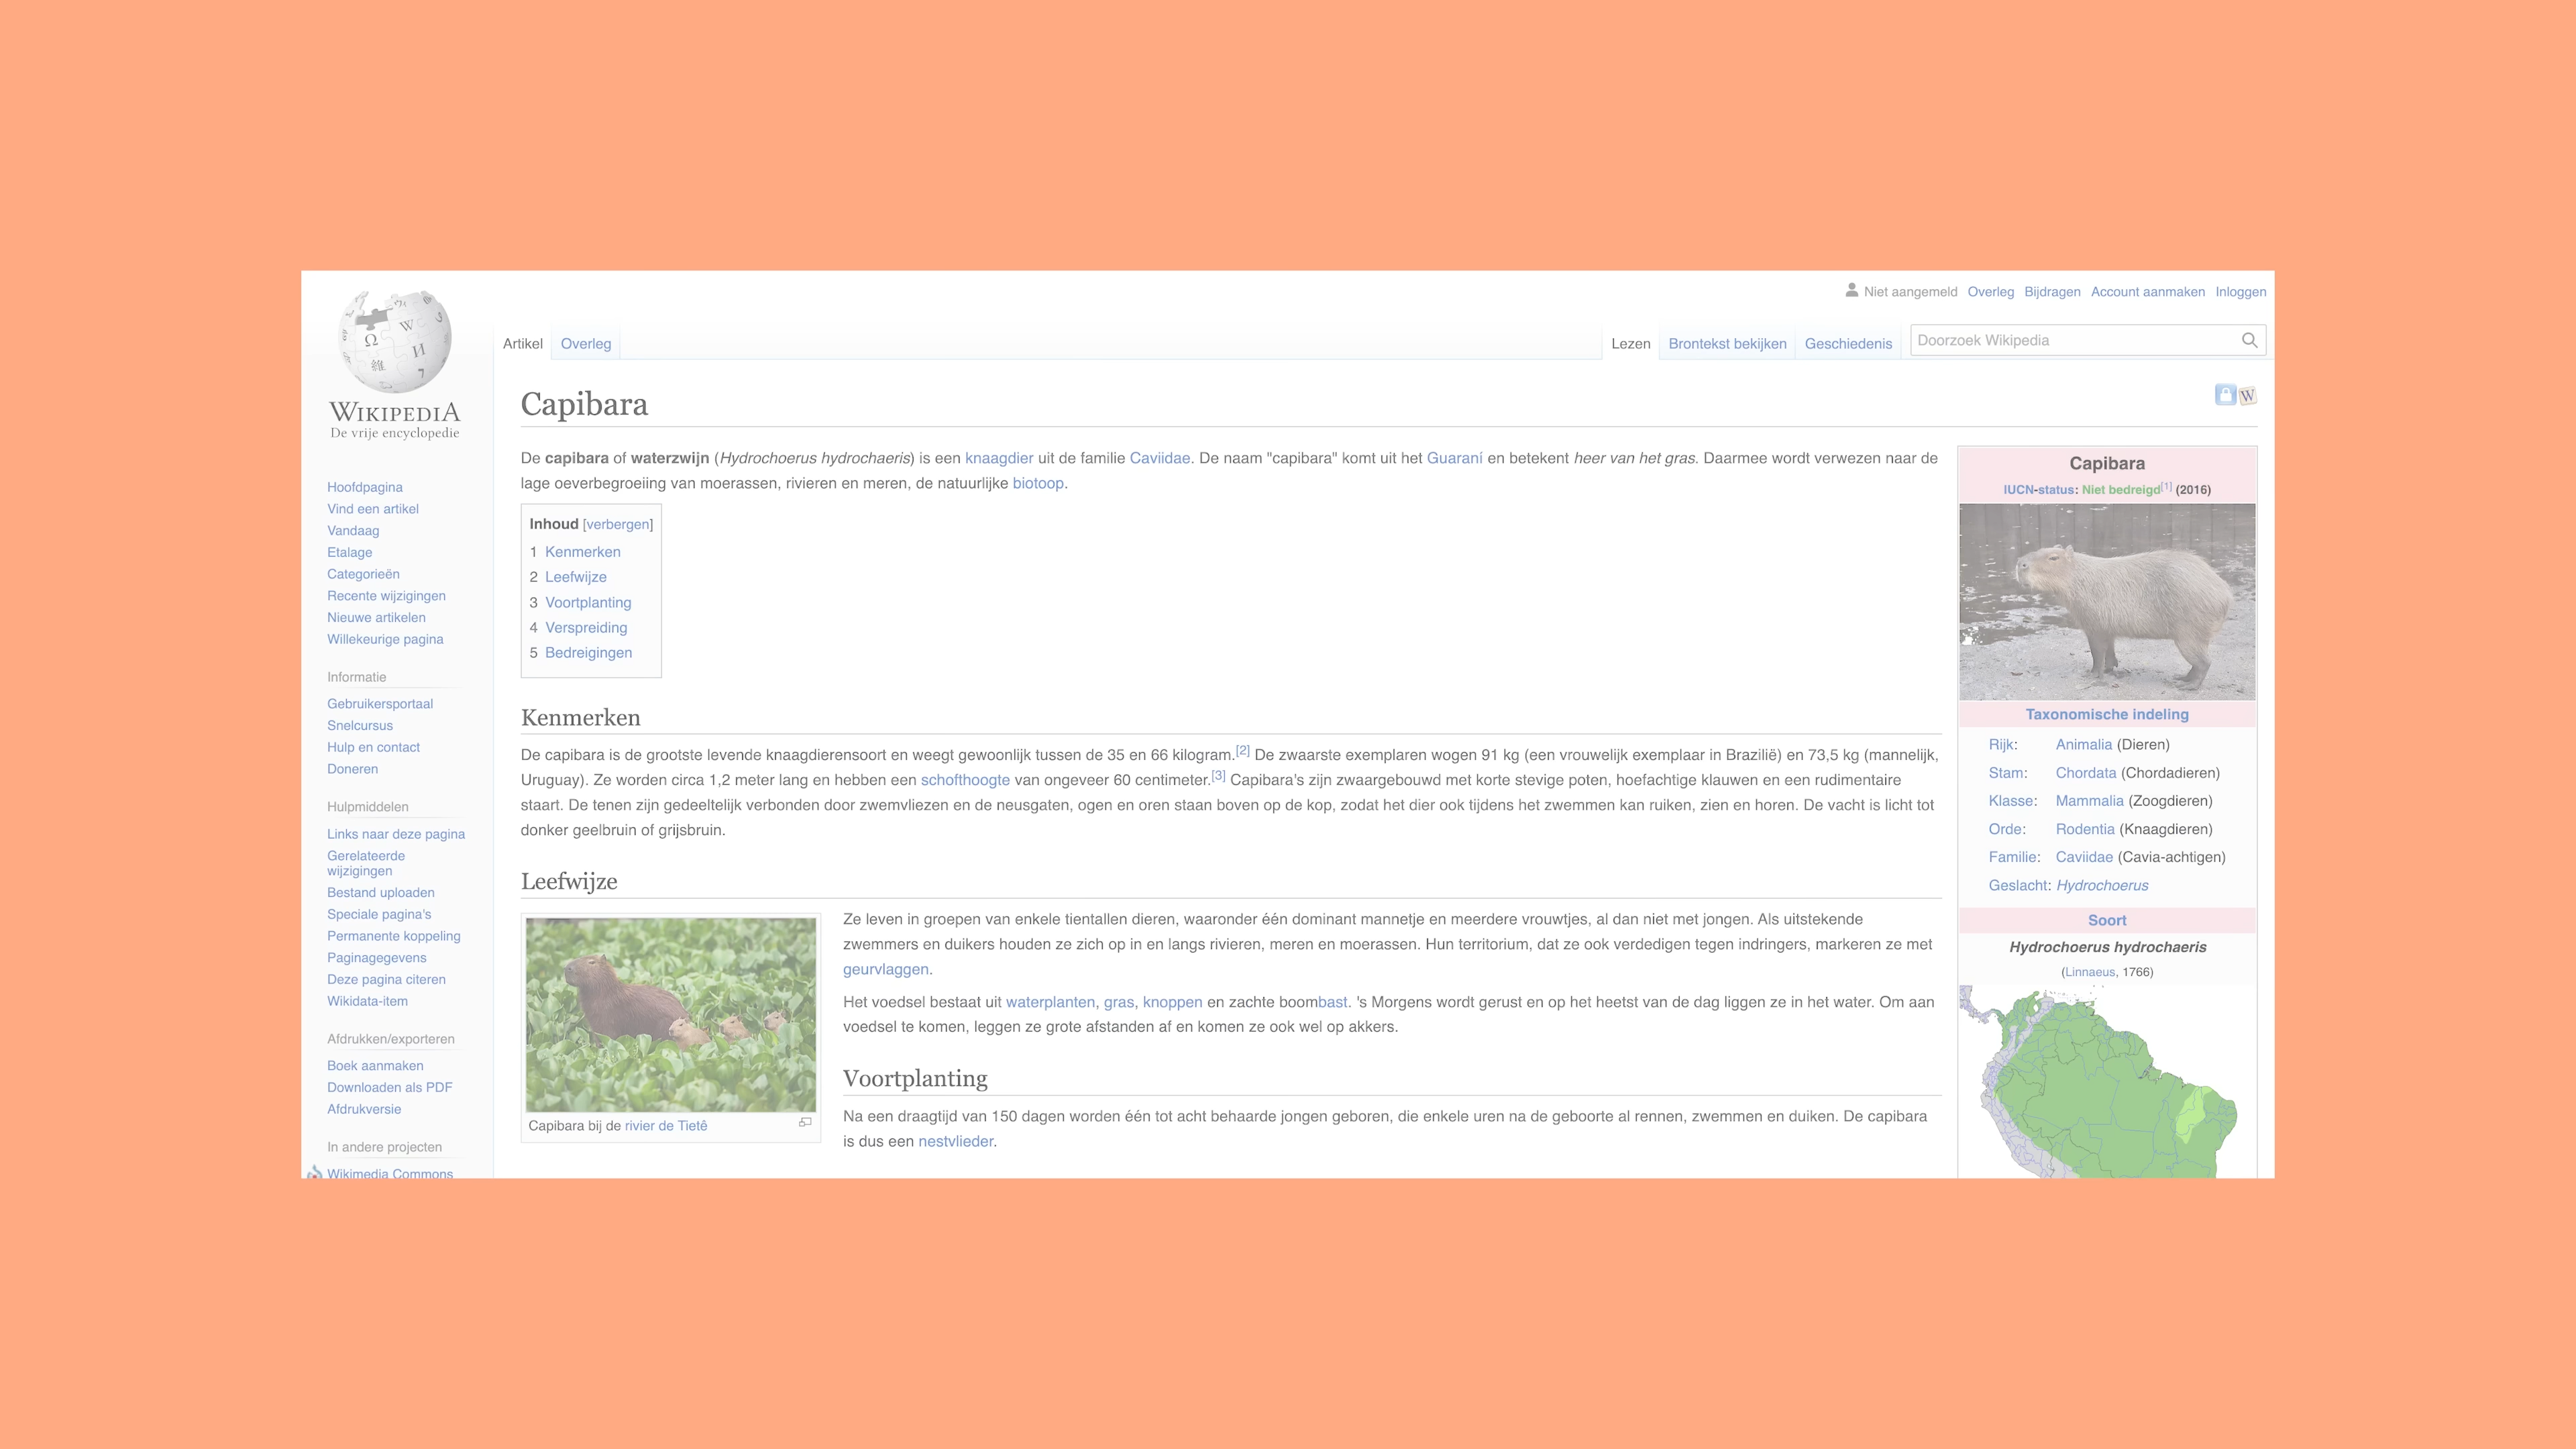 Niet aangemeld Overleg Bijdragen Account aanmaken Inloggen
Artikel Overleg Lezen Brontekst bekijken Geschiedenis Doorzoek Wikipedia
WIKIPEDIA
De vrije encyclopedie
Hoofdpagina
Vind een artikel
Vandaag
Etalage
Categorieën
Recente wijzigingen
Nieuwe artikelen
Willekeurige pagina
Informatie
Gebruikersportaal
Snelcursus
Hulp en contact
Doneren
Hulpmiddelen
Links naar deze pagina
Gerelateerde
wijzigingen
Bestand uploaden
Speciale pagina's
Permanente koppeling
Paginagegevens
Deze pagina citeren
Wikidata-item
Afdrukken/exporteren
Boek aanmaken
Downloaden als PDF
Afdrukversie
In andere projecten
Wikimedia Commons
Capibara
De capibara of waterzwijn (Hydrochoerus hydrochaeris) is een knaagdier uit de familie Caviidae. De naam "capibara" komt uit het Guaraní en betekent heer van het gras. Daarmee wordt verwezen naar de
lage oeverbegroeiing van moerassen, rivieren en meren, de natuurlijke biotoop.
Inhoud [verbergen]
1 Kenmerken
2 Leefwijze
3 Voortplanting
4 Verspreiding
5 Bedreigingen
Kenmerken
De capibara is de grootste levende knaagdierensoort en weegt gewoonlijk tussen de 35 en 66 kilogram.[2] De zwaarste exemplaren wogen 91 kg (een vrouwelijk exemplaar in Brazilië) en 73,5 kg (mannelijk,
Uruguay). Ze worden circa 1,2 meter lang en hebben een schofthoogte van ongeveer 60 centimeter.[3] Capibara's zijn zwaargebouwd met korte stevige poten, hoefachtige klauwen en een rudimentaire
staart. De tenen zijn gedeeltelijk verbonden door zwemvliezen en de neusgaten, ogen en oren staan boven op de kop, zodat het dier ook tijdens het zwemmen kan ruiken, zien en horen. De vacht is licht tot
donker geelbruin of grijsbruin.
Leefwijze
Capibara bij de rivier de Tietê
Ze leven in groepen van enkele tientallen dieren, waaronder één dominant mannetje en meerdere vrouwtjes, al dan niet met jongen. Als uitstekende
zwemmers en duikers houden ze zich op in en langs rivieren, meren en moerassen. Hun territorium, dat ze ook verdedigen tegen indringers, markeren ze met
geurvlaggen.
Het voedsel bestaat uit waterplanten, gras, knoppen en zachte boombast. 's Morgens wordt gerust en op het heetst van de dag liggen ze in het water. Om aan
voedsel te komen, leggen ze grote afstanden af en komen ze ook wel op akkers.
Voortplanting
Na een draagtijd van 150 dagen worden één tot acht behaarde jongen geboren, die enkele uren na de geboorte al rennen, zwemmen en duiken. De capibara
is dus een nestvlieder.
Capibara
IUCN-status: Niet bedreigd[1] (2016)
Taxonomische indeling
Rijk: Animalia (Dieren)
Stam: Chordata (Chordadieren)
Klasse: Mammalia (Zoogdieren)
Orde: Rodentia (Knaagdieren)
Familie: Caviidae (Cavia-achtigen)
Geslacht: Hydrochoerus
Soort
Hydrochoerus hydrochaeris
(Linnaeus, 1766)